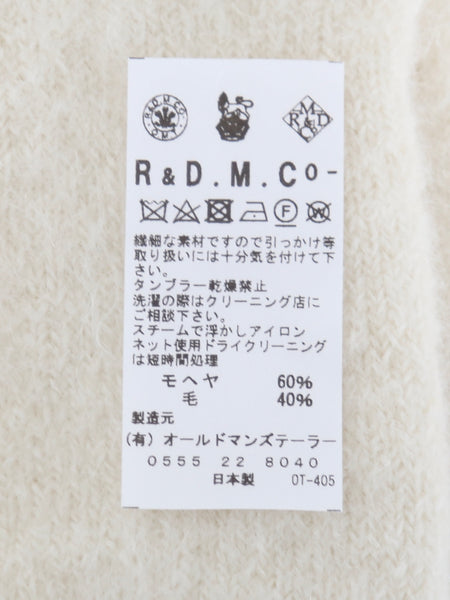 R&D.M.CO
O.M.T
R M & D Co
R & D . M . Co -
F W
繊細な素材ですので引っかけ等
取り扱いには十分気を付けて下
さい。
タンブラー乾燥禁止
洗濯の際はクリーニング店に
ご相談下さい。
スチームで浮かしアイロン
ネット使用ドライクリーニング
は短時間処理
モヘヤ 60%
毛 40%
製造元
(有) オールドマンズテーラー
0555 22 8040
日本製 OT-405